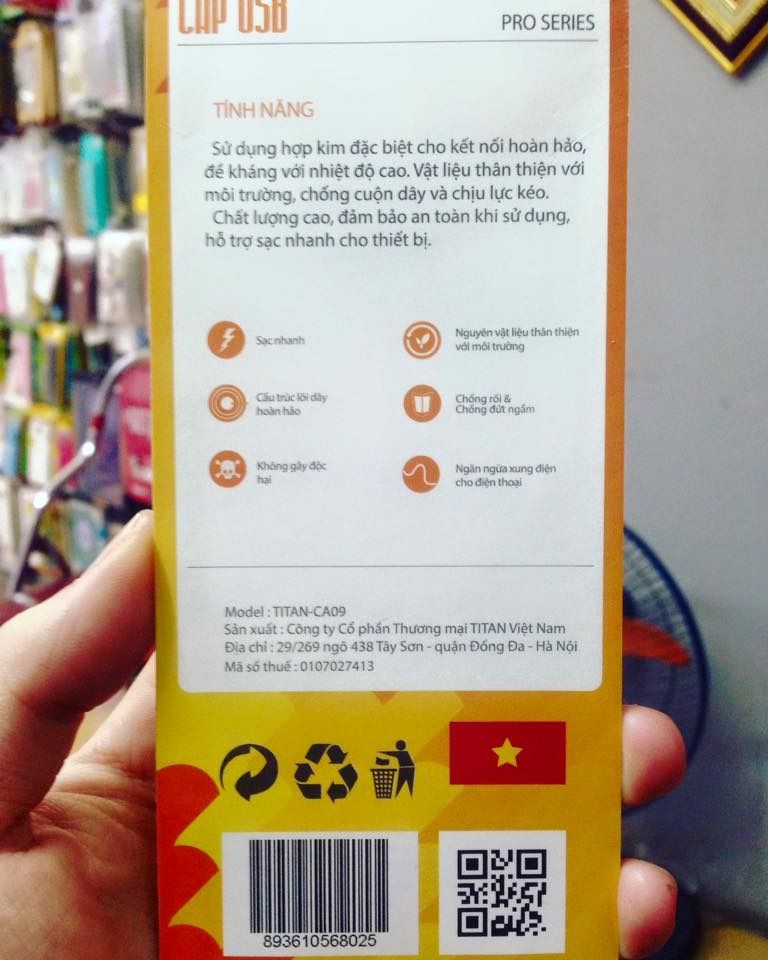 CÁP USB
PRO SERIES
TÍNH NĂNG
Sử dụng hợp kim đặc biệt cho kết nối hoàn hảo,
đề kháng với nhiệt độ cao. Vật liệu thân thiện với
môi trường, chống cuộn dây và chịu lực kéo.
Chất lượng cao, đảm bảo an toàn khi sử dụng,
hỗ trợ sạc nhanh cho thiết bị.
Sạc nhanh
Nguyên vật liệu thân thiện
với môi trường
Cấu trúc lõi dây
hoàn hảo
Chống rối &
Chống đứt ngầm
Không gây độc
hại
Ngăn ngừa xung điện
cho điện thoại
Model : TITAN-CA09
Sản xuất : Công ty Cổ phần Thương mại TITAN Việt Nam
Địa chỉ : 29/269 ngõ 438 Tây Sơn - quận Đống Đa - Hà Nội
Mã số thuế : 0107027413
893610568025